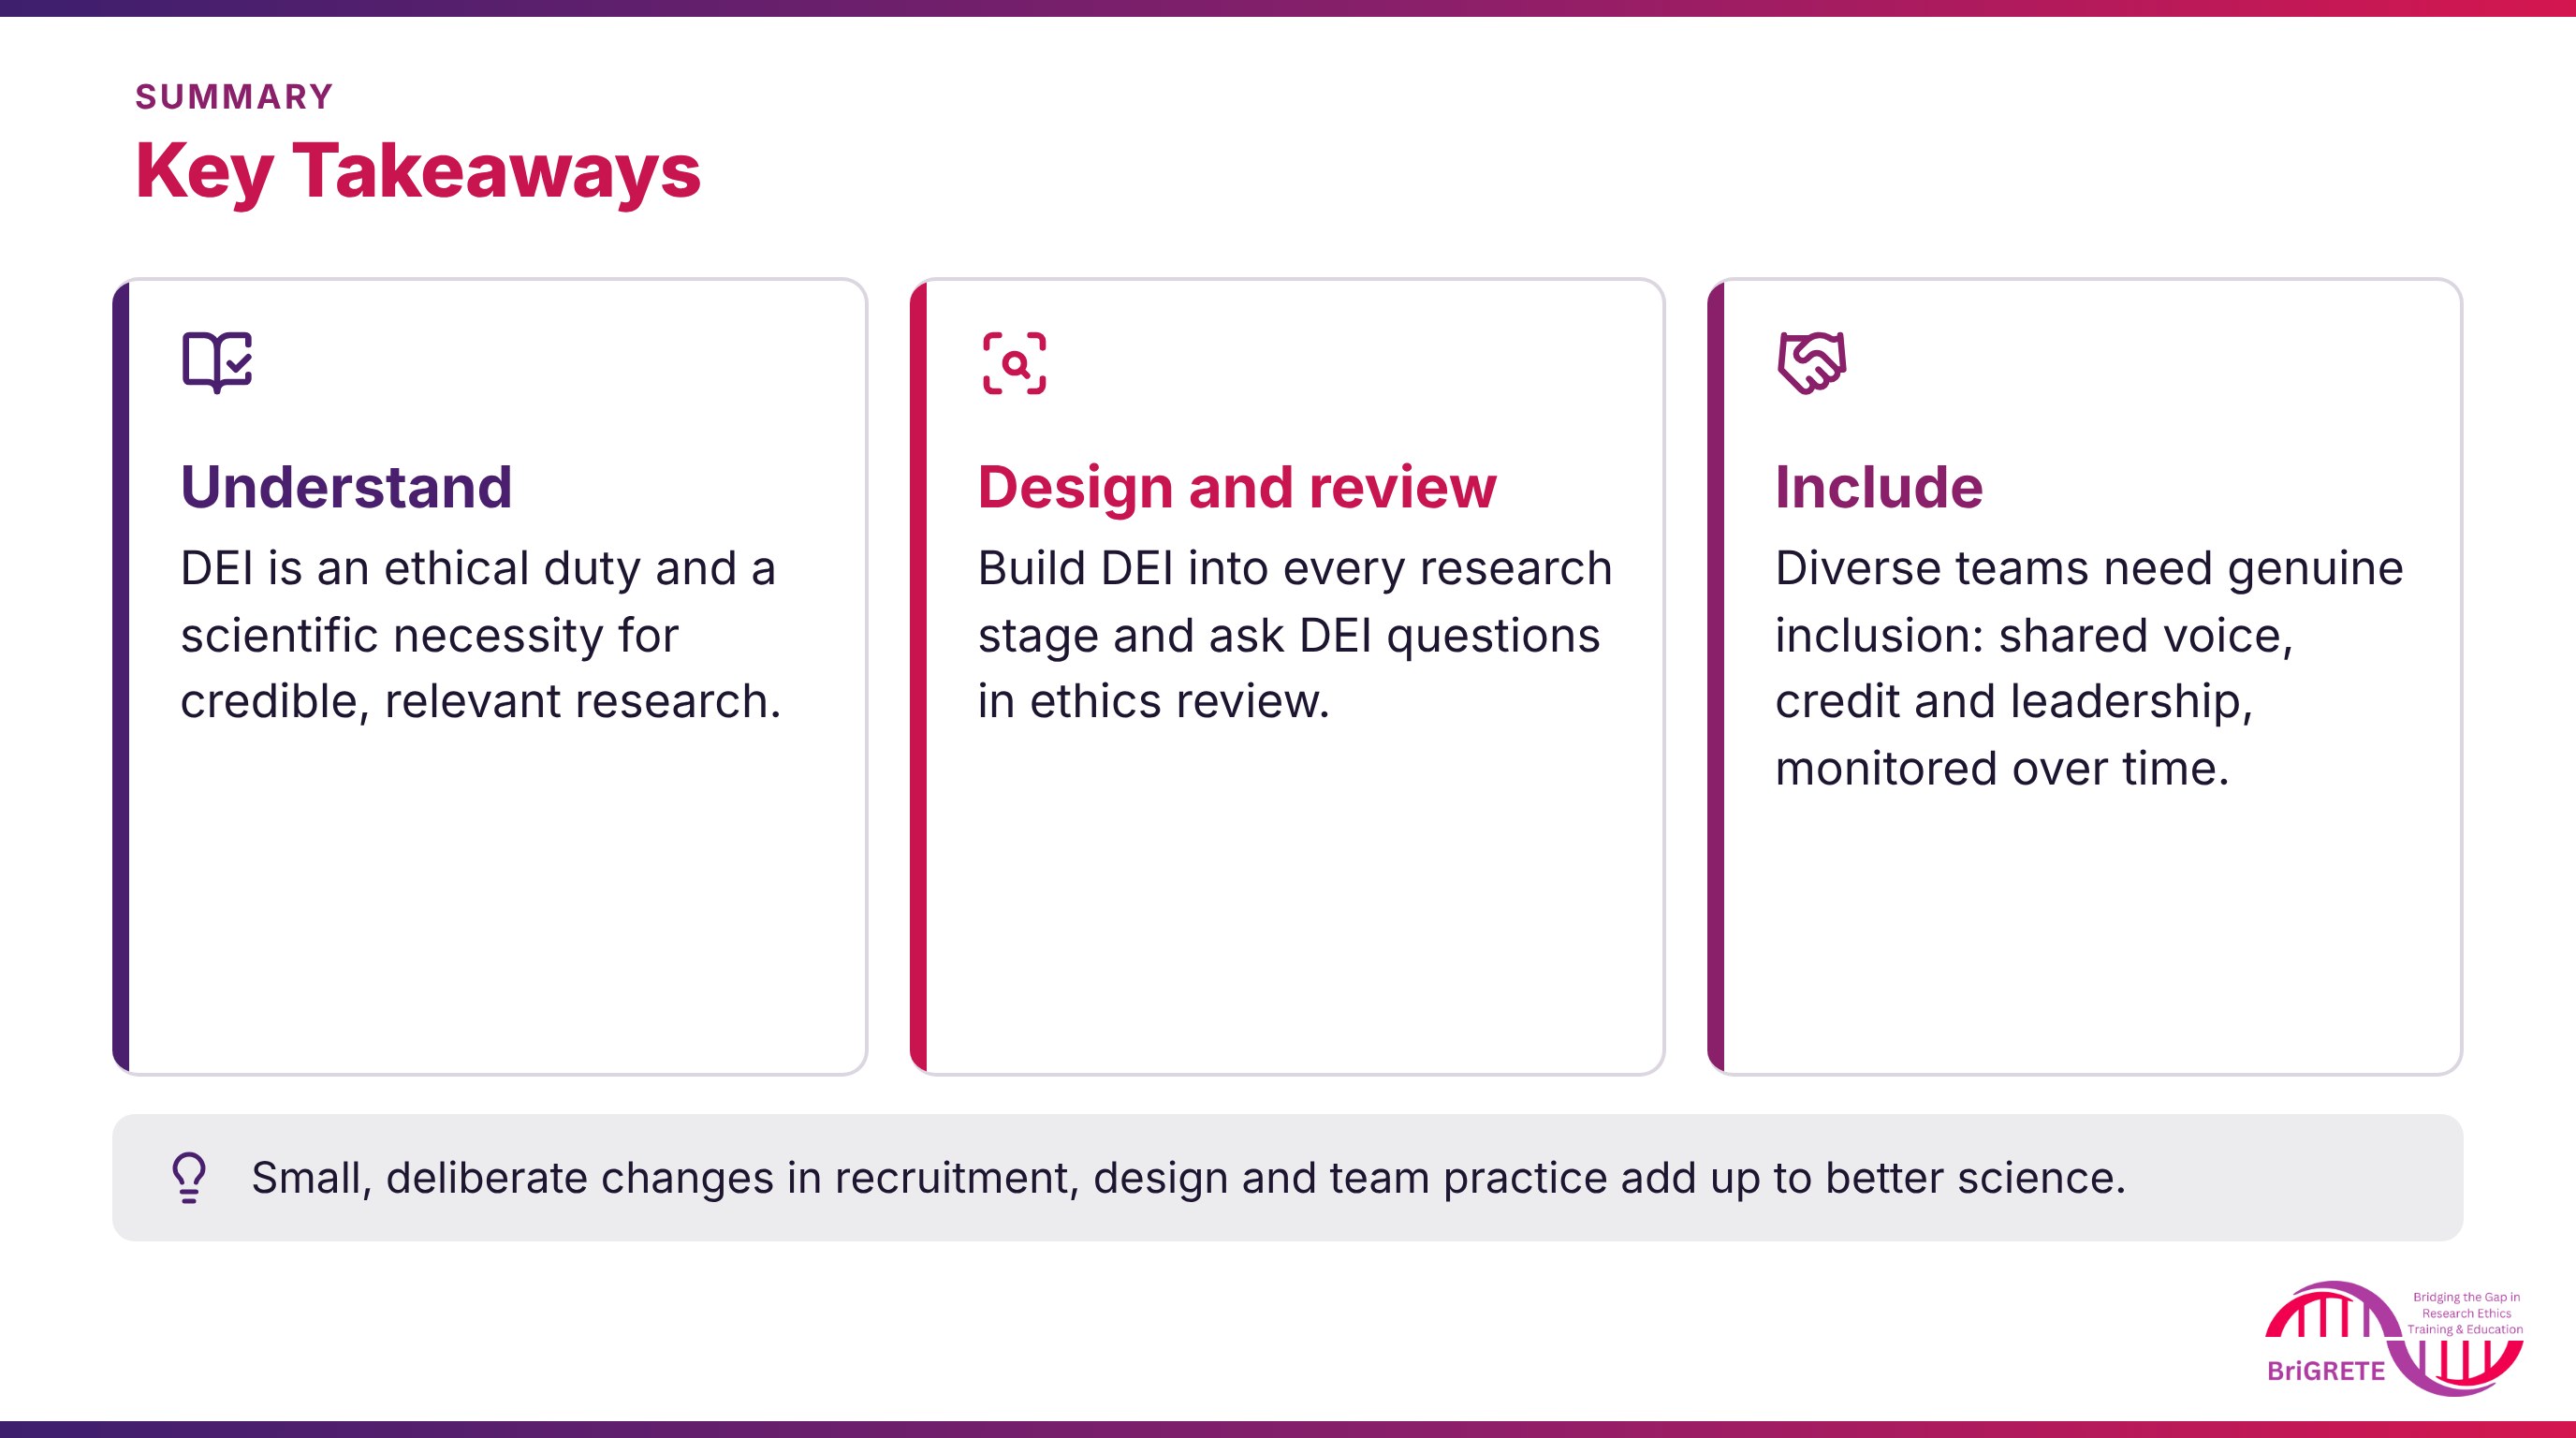 SUMMARY
Key Takeaways
Understand
DEI is an ethical duty and a
scientific necessity for
credible, relevant research.
Design and review
Build DEI into every research
stage and ask DEI questions
in ethics review.
Include
Diverse teams need genuine
inclusion: shared voice,
credit and leadership,
monitored over time.
Small, deliberate changes in recruitment, design and team practice add up to better science.
Bridging the Gap in
Research Ethics
Training & Education
BriGRETE